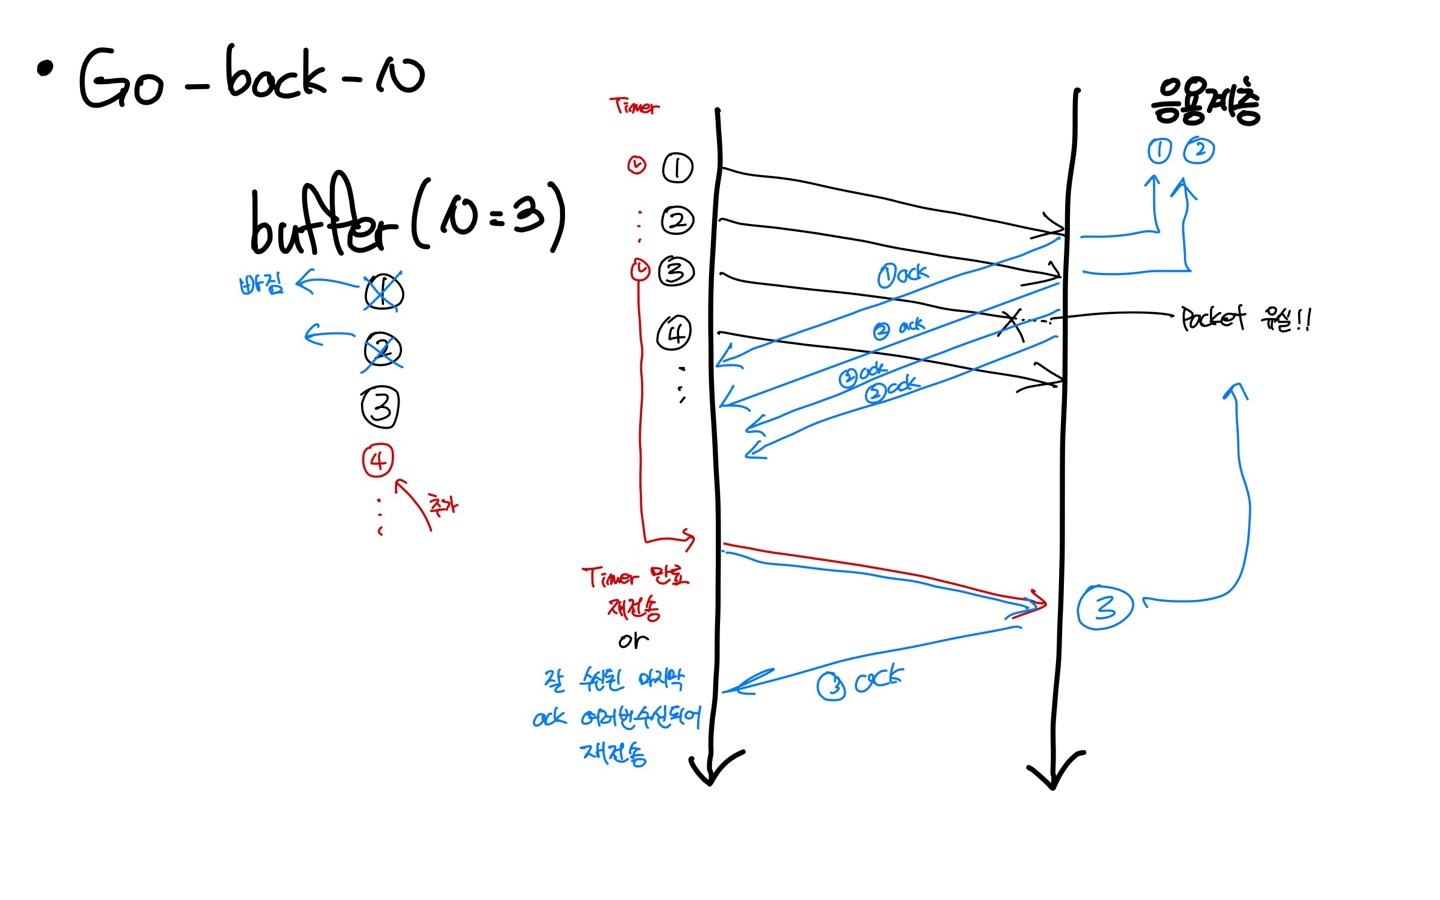 • Go-back-N
buffer (N=3)
빠짐
①
②
③
④
추가
Timer
①
②
③
④
①ack
② ack
②ack
②ack
응용계층
① ②
Packet 유실!!
Timer 만료
재전송
or
잘 수신된 마지막
ack 여러번수신되어
재전송
③
③ ack